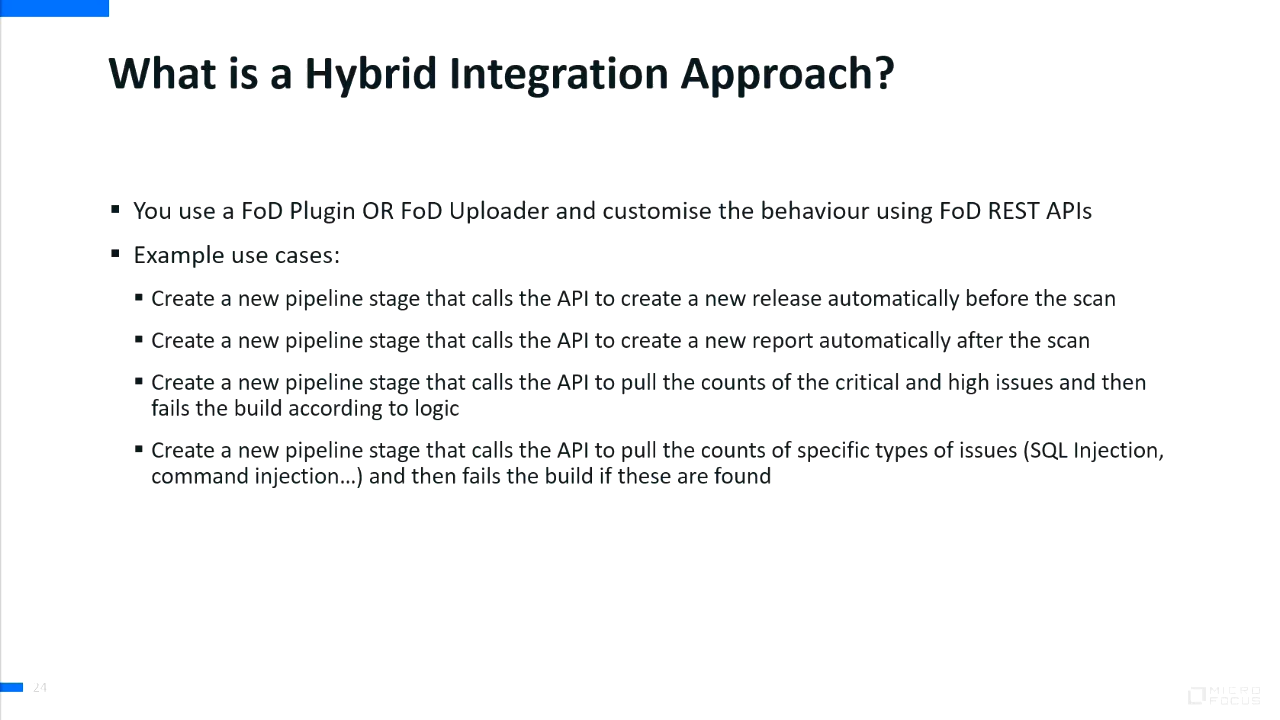 What is a Hybrid Integration Approach?
▪ You use a FoD Plugin OR FoD Uploader and customise the behaviour using FoD REST APIs
▪ Example use cases:
▪ Create a new pipeline stage that calls the API to create a new release automatically before the scan
▪ Create a new pipeline stage that calls the API to create a new report automatically after the scan
▪ Create a new pipeline stage that calls the API to pull the counts of the critical and high issues and then
fails the build according to logic
▪ Create a new pipeline stage that calls the API to pull the counts of specific types of issues (SQL Injection,
command injection...) and then fails the build if these are found
24
MICRO
FOCUS